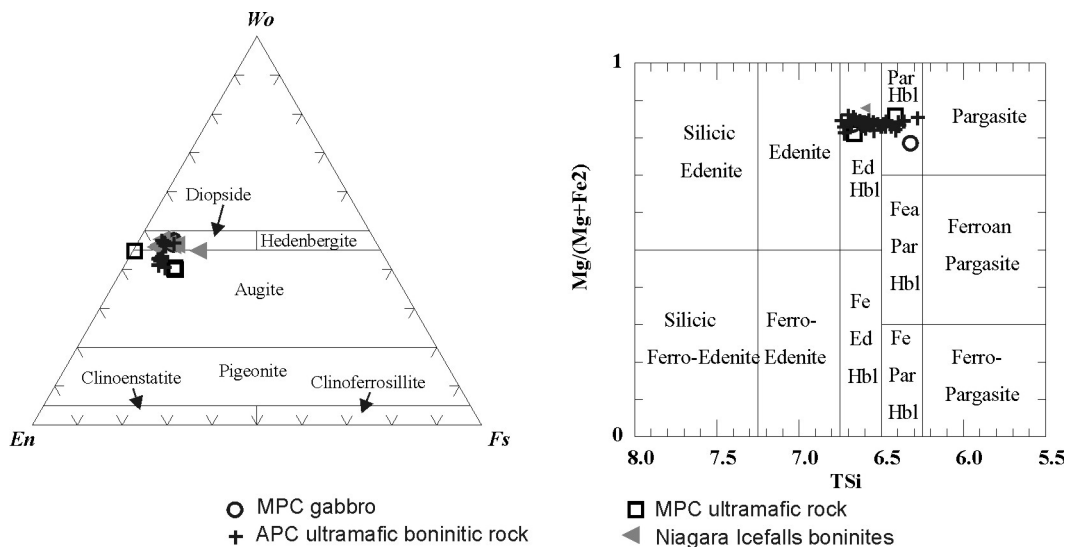 Wo
Diopside
Hedenbergite
Augite
Clinoenstatite
Pigeonite
Clinoferrosillite
En
Fs
1
Mg/(Mg+Fe2)
0
Silicic
Edenite
Edenite
Ed
Hbl
Par
Hbl
Pargasite
Fea
Par
Hbl
Ferroan
Pargasite
Silicic
Ferro-Edenite
Ferro-
Edenite
Fe
Ed
Hbl
Fe
Par
Hbl
Ferro-
Pargasite
8.0 7.5 7.0 6.5 6.0 5.5
TSi
MPC gabbro
APC ultramafic boninitic rock
MPC ultramafic rock
Niagara Icefalls boninites